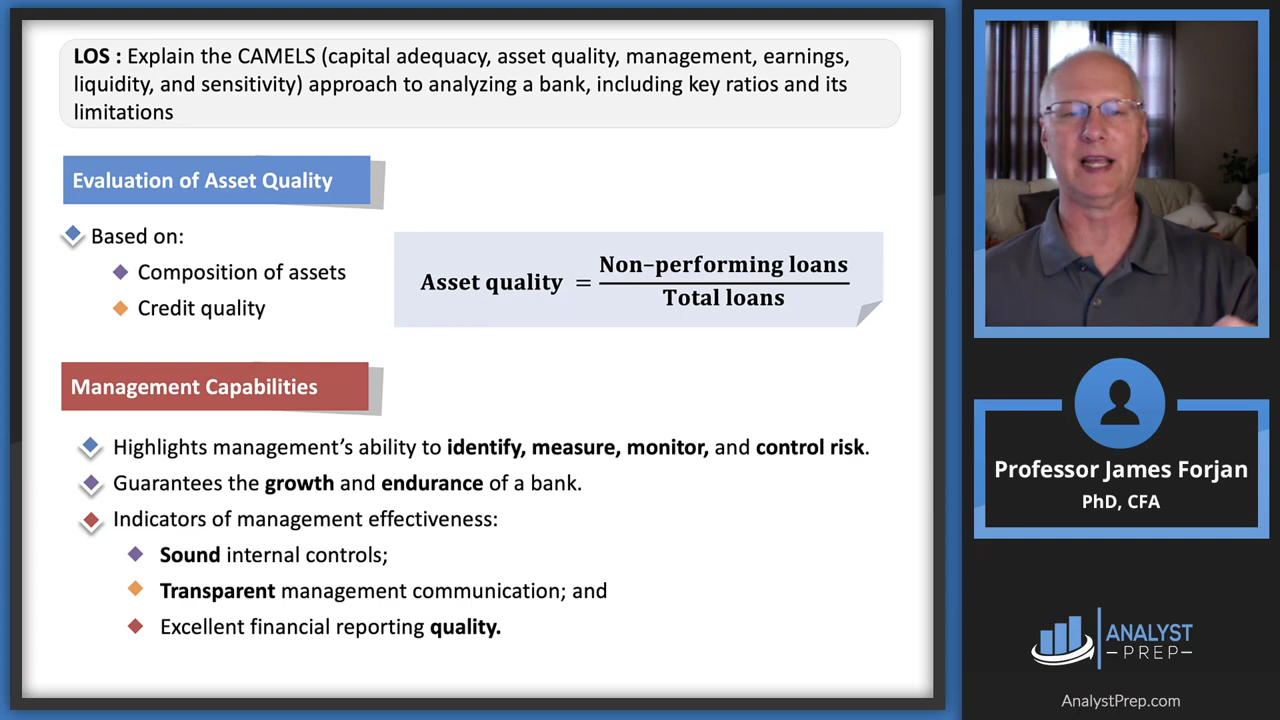 LOS : Explain the CAMELS (capital adequacy, asset quality, management, earnings,
liquidity, and sensitivity) approach to analyzing a bank, including key ratios and its
limitations
Evaluation of Asset Quality
Based on:
Composition of assets
Credit quality
Asset quality = Non–performing loans
Total loans
Management Capabilities
Highlights management’s ability to identify, measure, monitor, and control risk.
Guarantees the growth and endurance of a bank.
Indicators of management effectiveness:
Sound internal controls;
Transparent management communication; and
Excellent financial reporting quality.
Professor James Forjan
PhD, CFA
ANALYST
–PREP–
AnalystPrep.com